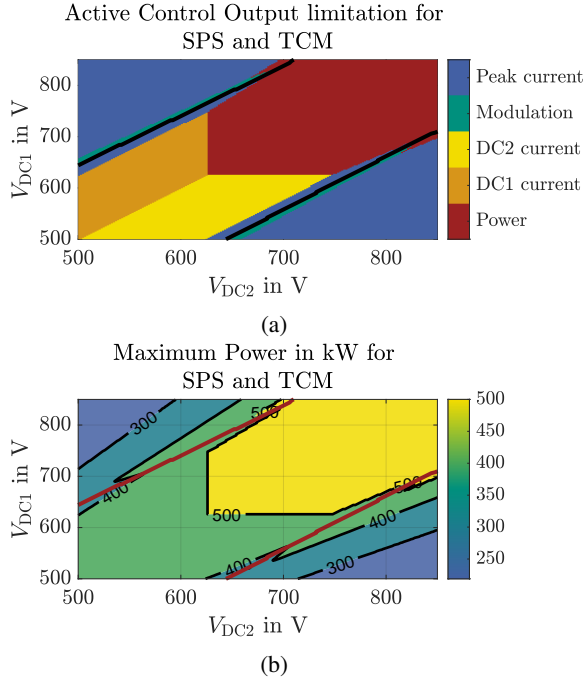 Active Control Output limitation for
SPS and TCM
800
700
600
500
V_DC1 in V
500
600
700
800
V_DC2 in V
Peak current
Modulation
DC2 current
DC1 current
Power
(a)
Maximum Power in kW for
SPS and TCM
800
700
600
500
V_DC1 in V
300
400
500
500
500
400
400
300
500
600
700
800
V_DC2 in V
500
450
400
350
300
250
(b)